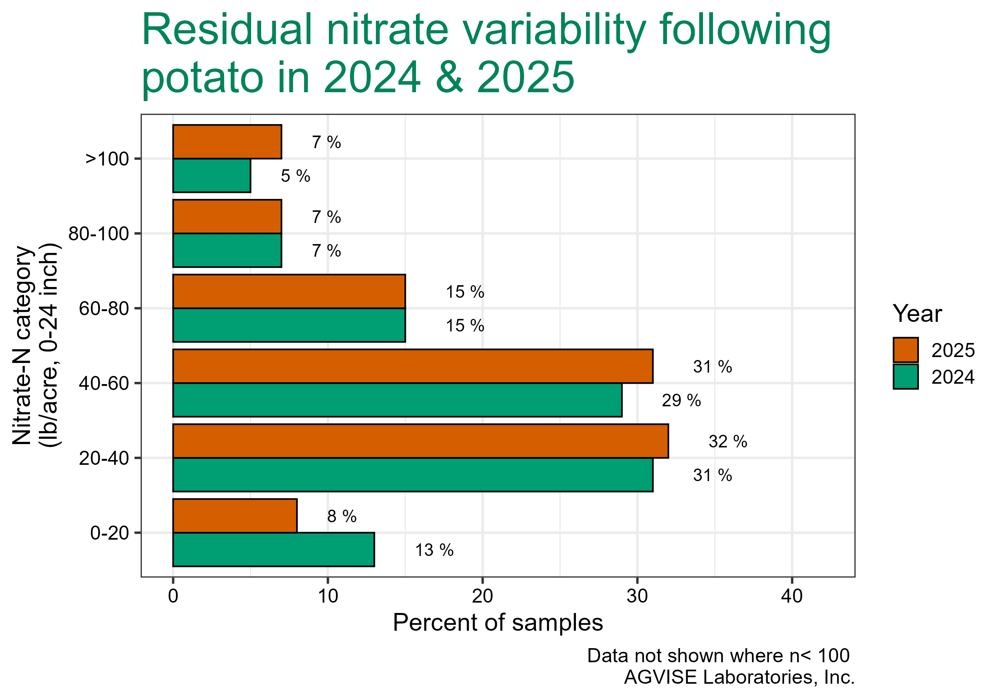 Residual nitrate variability following
potato in 2024 & 2025
Nitrate-N category
(lb/acre, 0-24 inch)
>100
7 %
5 %
80-100
7 %
7 %
60-80
15 %
15 %
40-60
31 %
29 %
20-40
32 %
31 %
0-20
8 %
13 %
0 10 20 30 40
Percent of samples
Year
2025
2024
Data not shown where n< 100
AGVISE Laboratories, Inc.